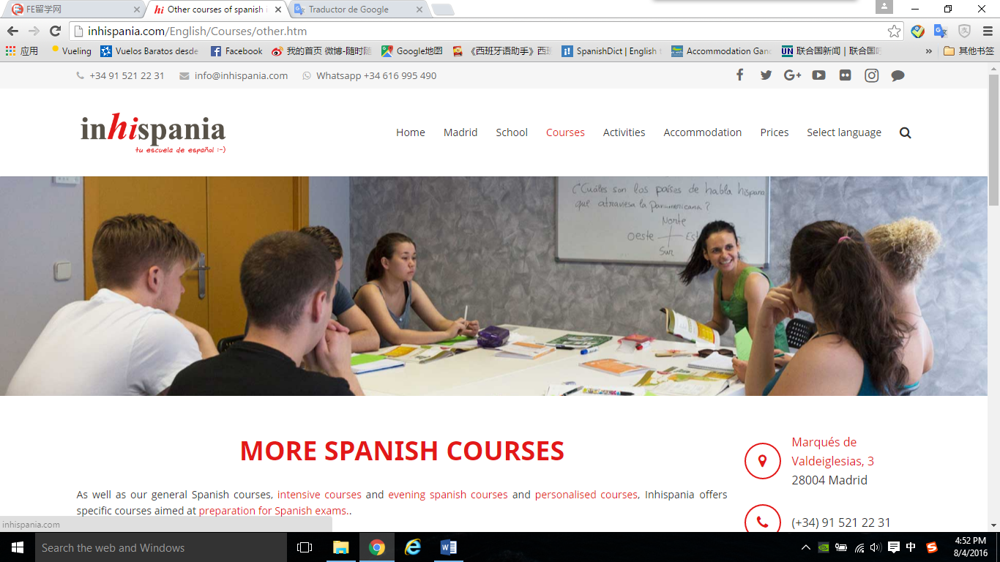 FE留学网
Other courses of spanish i
Traductor de Google
inhispania.com/English/Courses/other.htm
应用
Vueling
Vuelos Baratos desde
Facebook
我的首页 微博-随时随
Google地图
《西班牙语助手》西班
SpanishDict | English t
Accommodation Gand
UN 联合国新闻 | 联合国
»
其他书签
+34 91 521 22 31
info@inhispania.com
Whatsapp +34 616 995 490
inhispania
tu escuela de español :-)
Home
Madrid
School
Courses
Activities
Accommodation
Prices
Select language
¿Cuáles son los países de habla hispana
que atraviesa la panamericana?
Norte
Oeste
Est
Sur
MORE SPANISH COURSES
As well as our general Spanish courses, intensive courses and evening spanish courses and personalised courses, Inhispania offers
specific courses aimed at preparation for Spanish exams..
Marqués de
Valdeiglesias, 3
28004 Madrid
(+34) 91 521 22 31
inhispania.com
Search the web and Windows
中
4:52 PM
8/4/2016